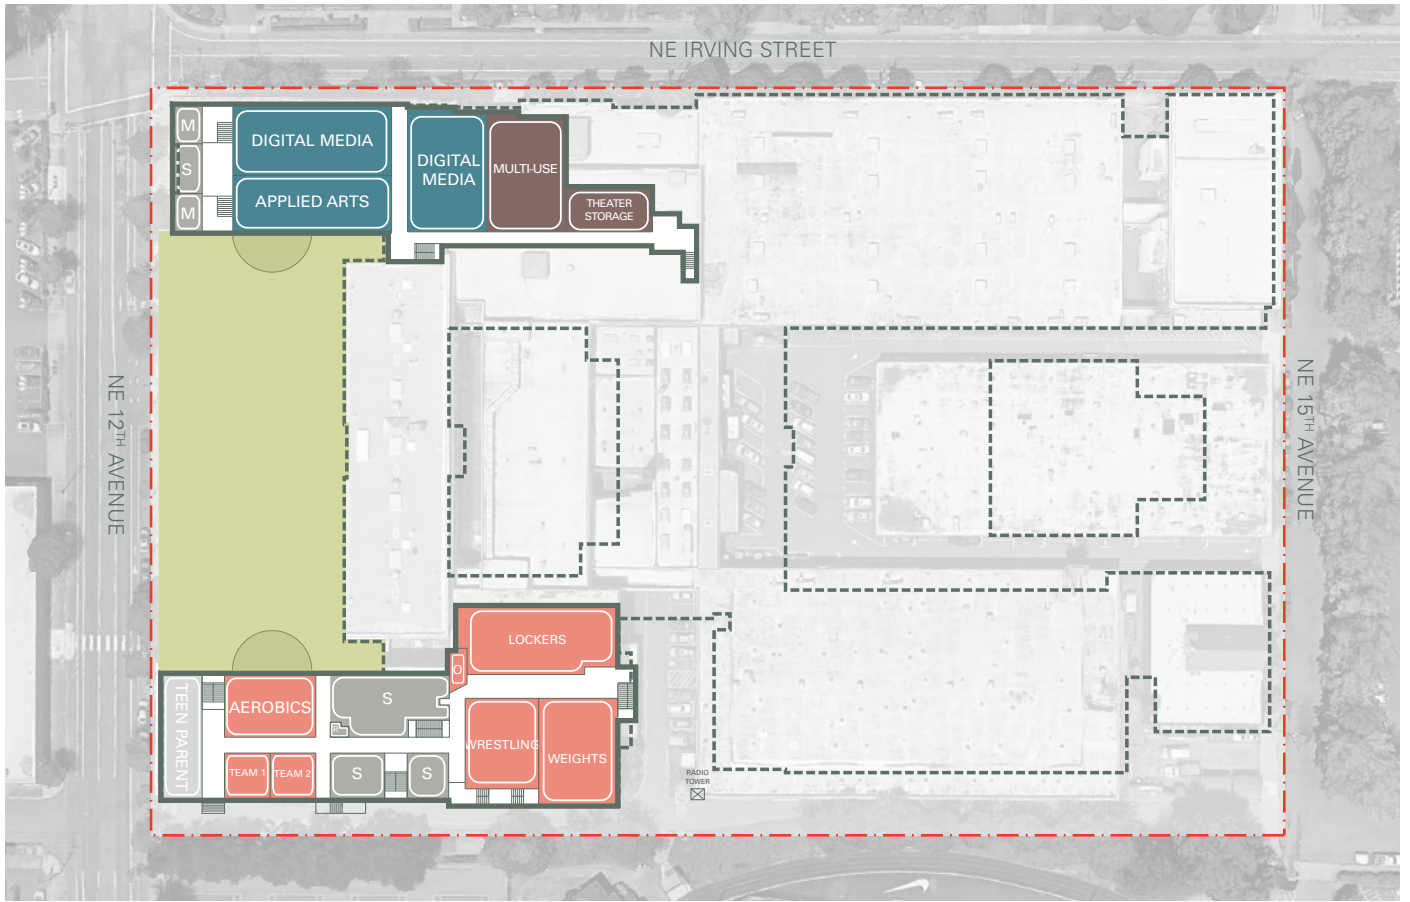 NE IRVING STREET
M
DIGITAL MEDIA
DIGITAL
MEDIA
MULTI-USE
S
APPLIED ARTS
THEATER
STORAGE
M
NE 12TH AVENUE
NE 15TH AVENUE
LOCKERS
O
TEEN PARENT
AEROBICS
S
WRESTLING
WEIGHTS
TEAM 1
TEAM 2
S
S
RADIO
TOWER